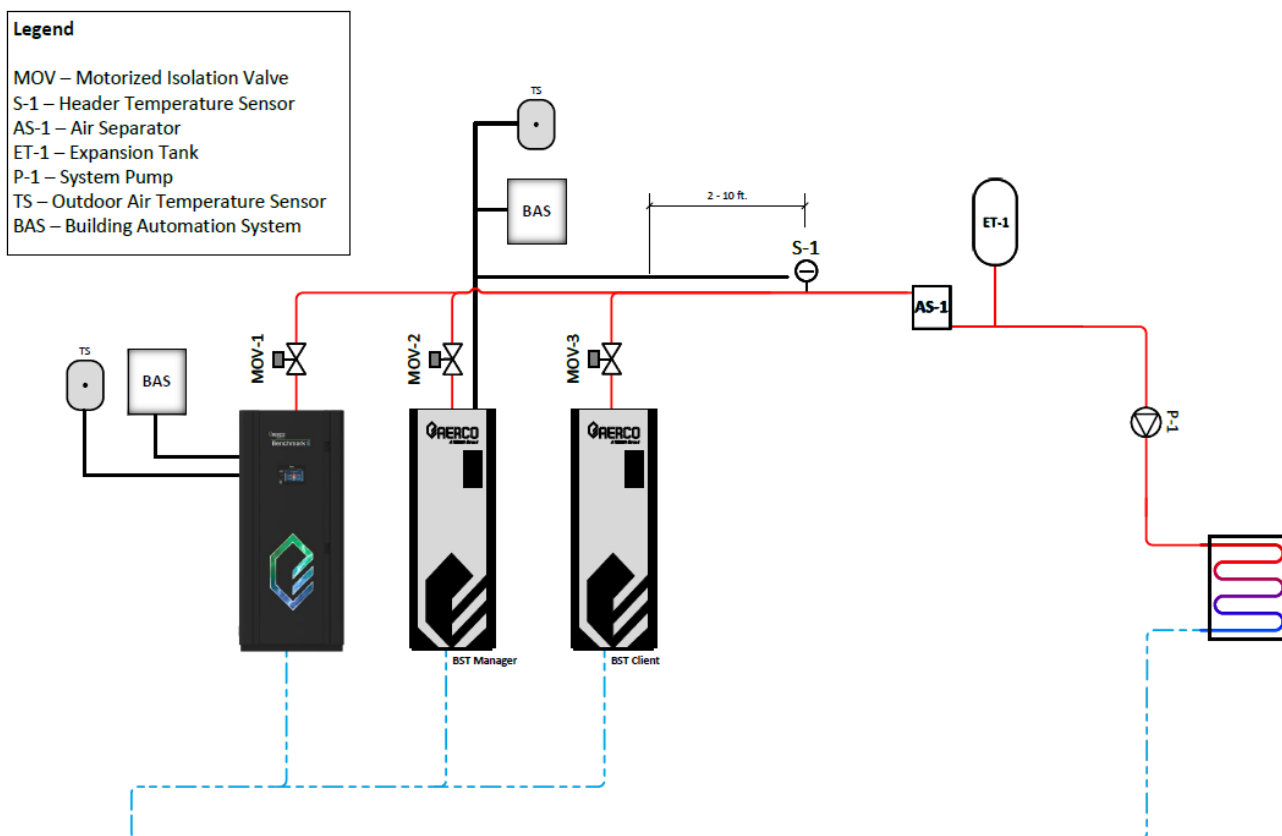 Legend
MOV – Motorized Isolation Valve
S-1 – Header Temperature Sensor
AS-1 – Air Separator
ET-1 – Expansion Tank
P-1 – System Pump
TS – Outdoor Air Temperature Sensor
BAS – Building Automation System
TS
BAS
2 - 10 ft.
S-1
ET-1
AS-1
MOV-1
MOV-2
MOV-3
TS
BAS
P-1
Benchmark
AERCO
AERCO
BST Manager
BST Client